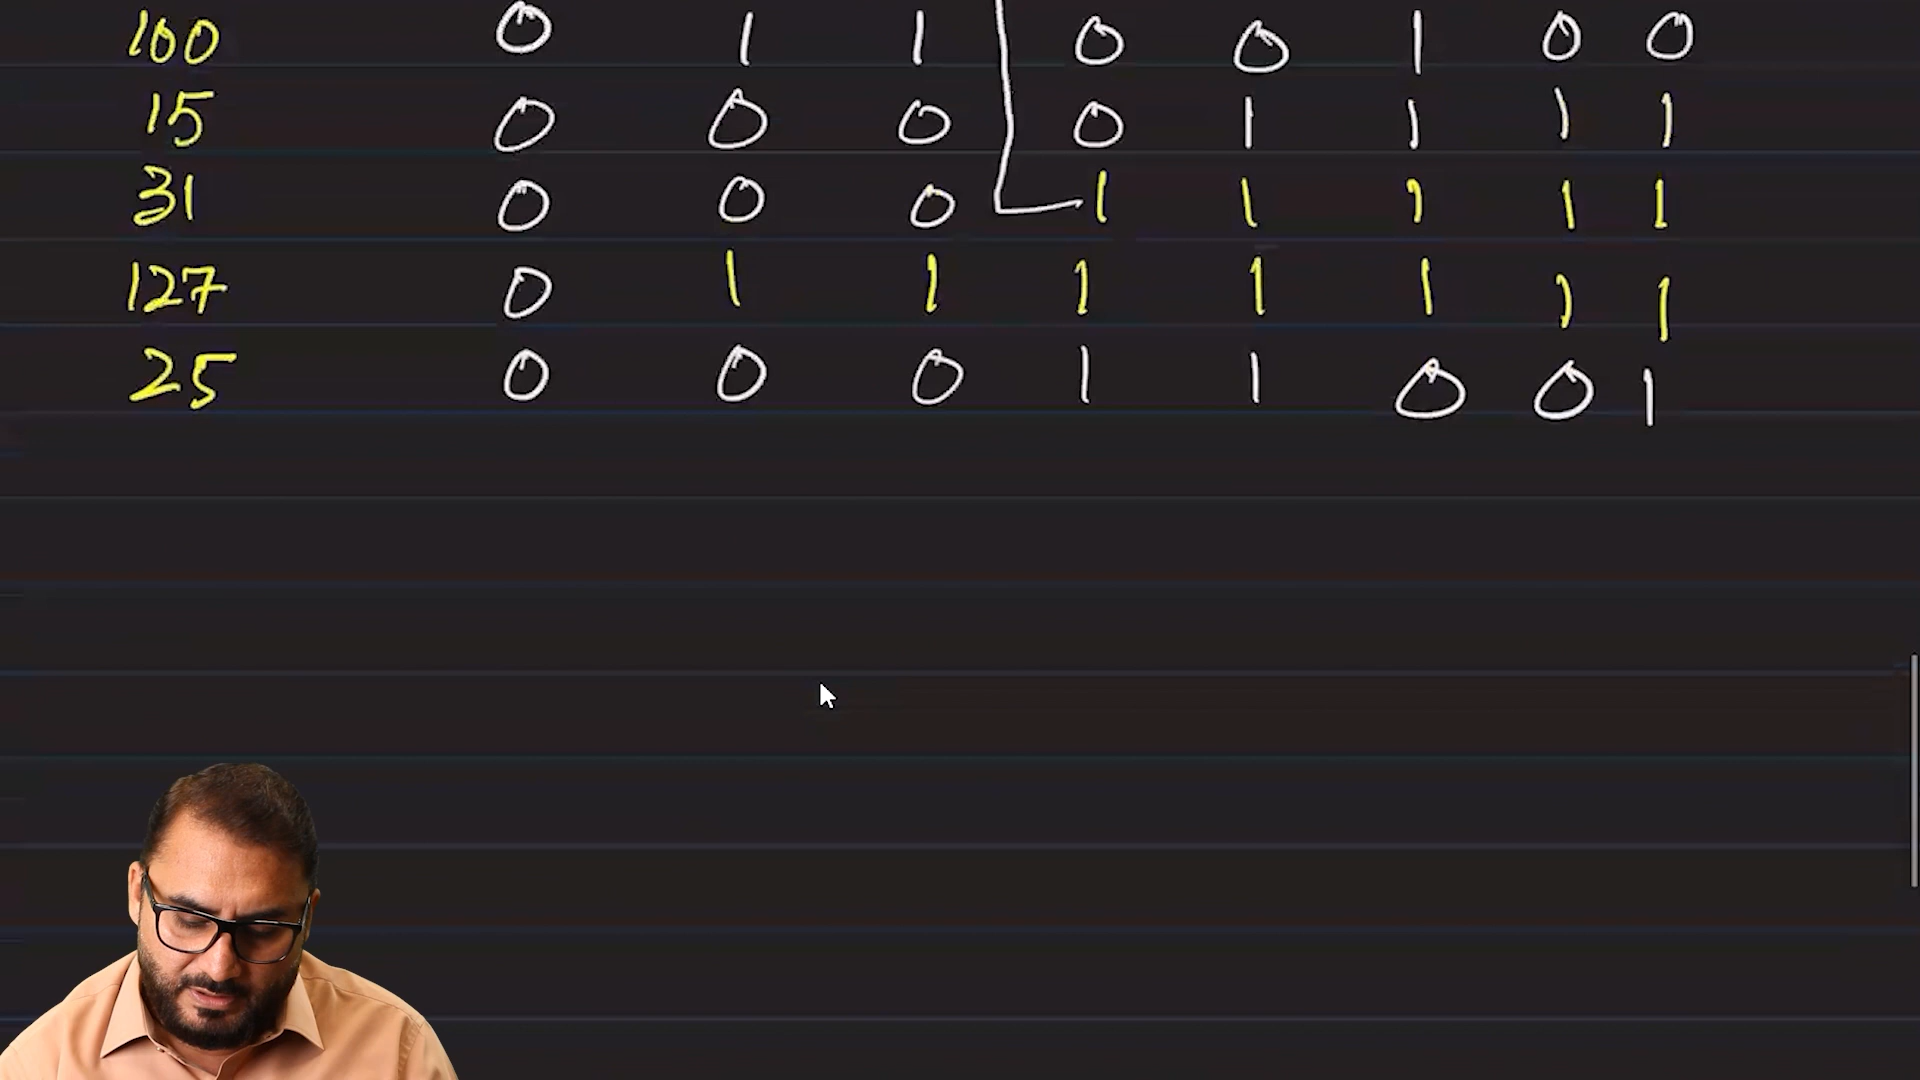 100 0 1 1 0 0 1 0 0
15 0 0 0 0 1 1 1 1
31 0 0 0 1 1 1 1 1
127 0 1 1 1 1 1 1 1
25 0 0 0 1 1 0 0 1